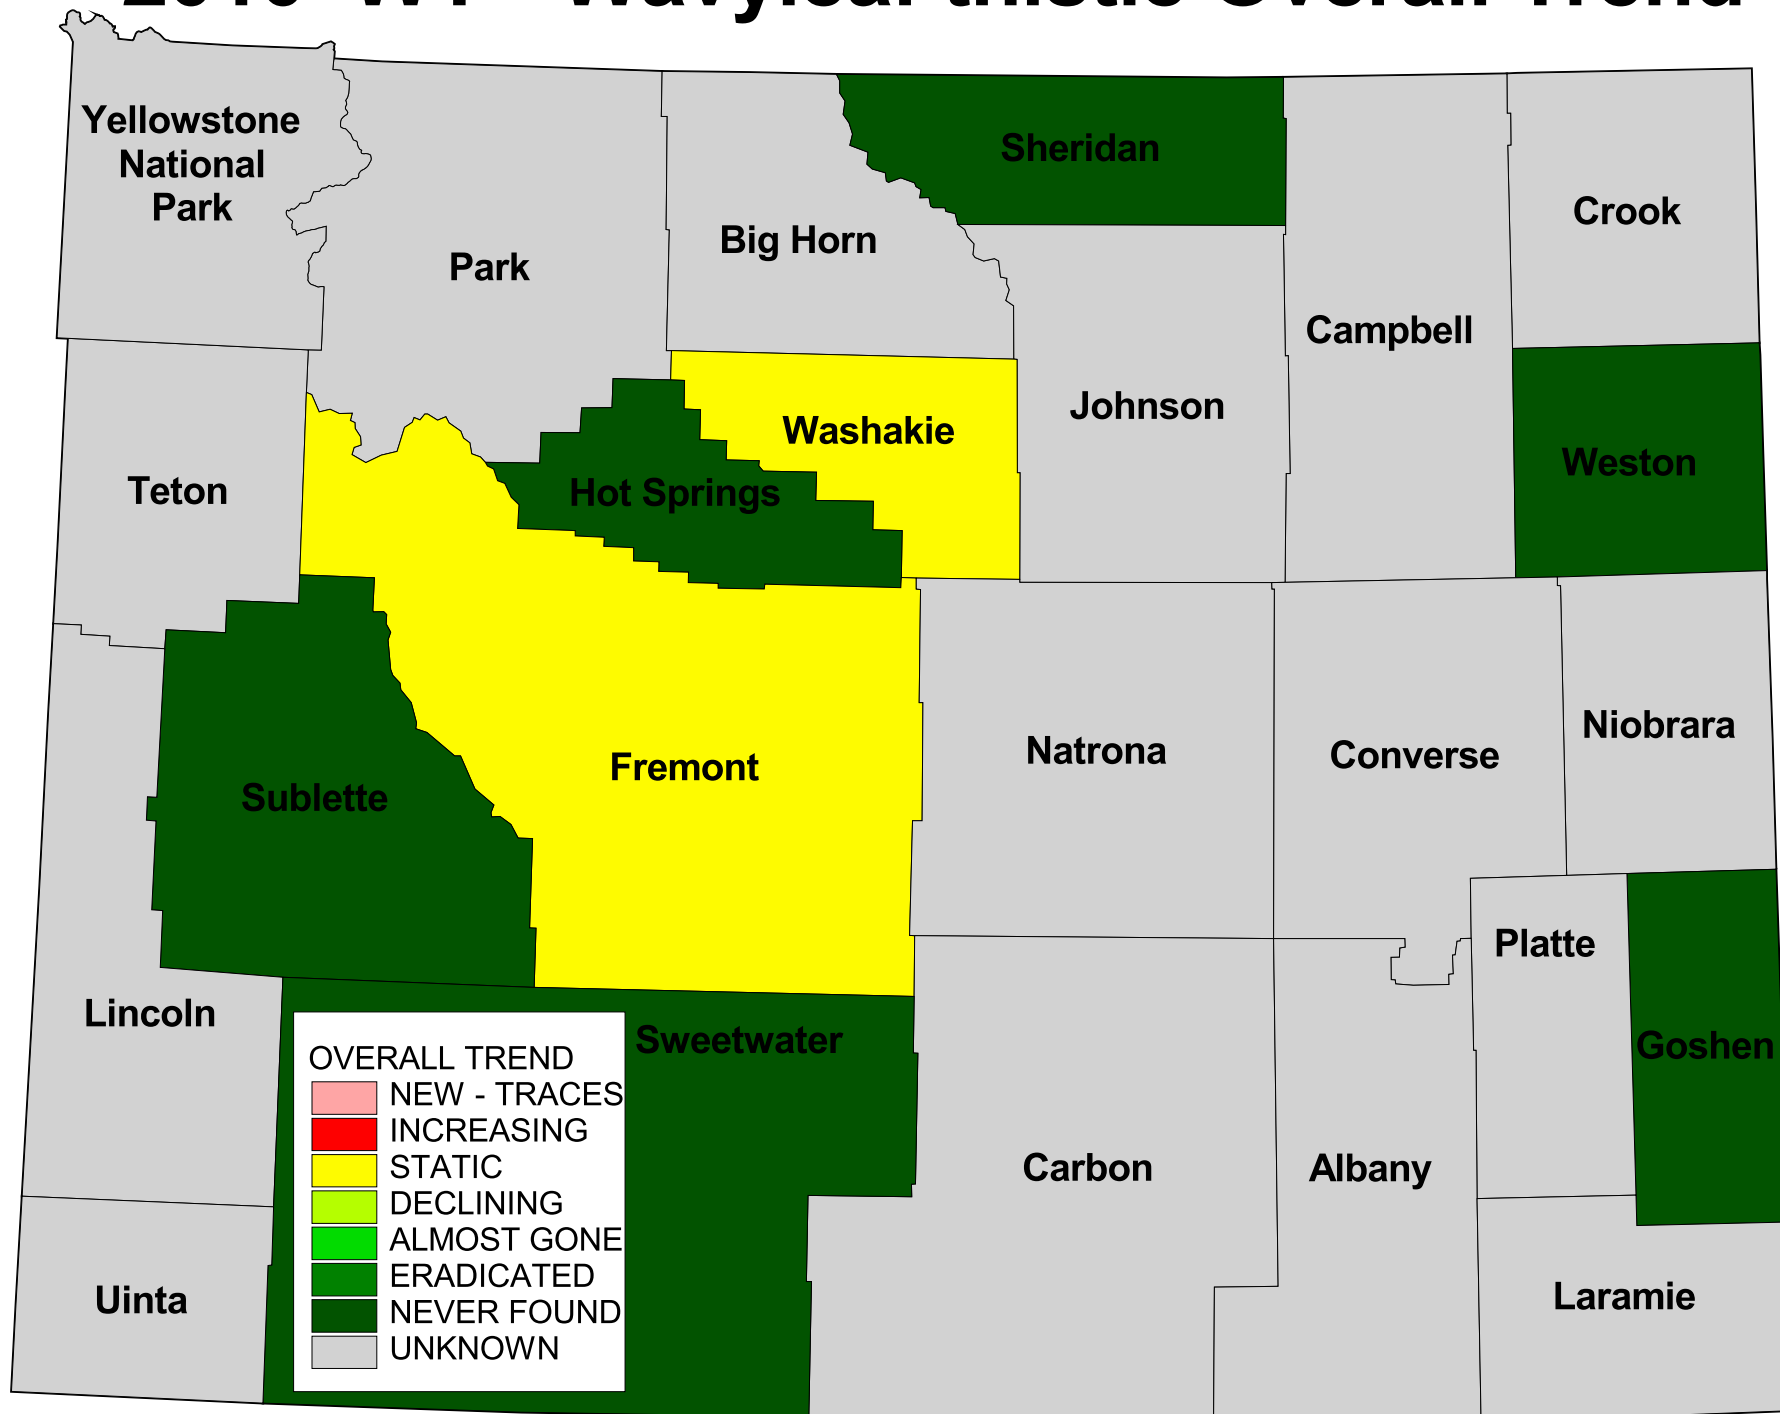 Yellowstone
National
Park
Park
Big Horn
Sheridan
Campbell
Crook
Johnson
Washakie
Hot Springs
Weston
Teton
Fremont
Sublette
Natrona
Converse
Niobrara
Platte
Goshen
Lincoln
Sweetwater
Carbon
Albany
Uinta
Laramie
OVERALL TREND
NEW - TRACES
INCREASING
STATIC
DECLINING
ALMOST GONE
ERADICATED
NEVER FOUND
UNKNOWN